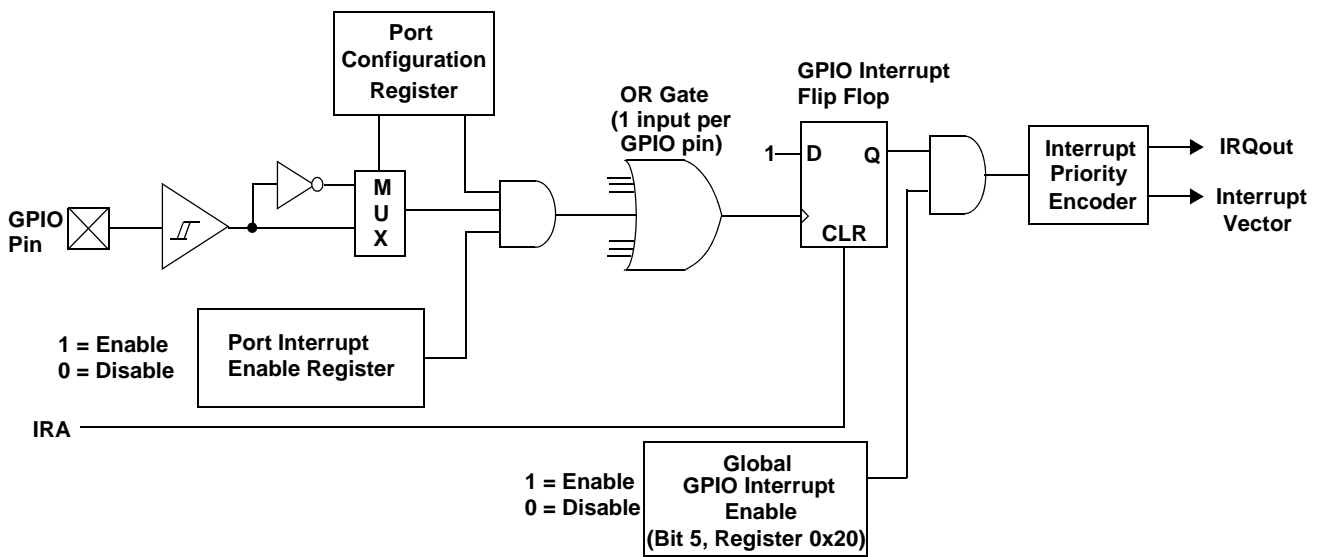 Port
Configuration
Register
OR Gate
(1 input per
GPIO pin)
GPIO Interrupt
Flip Flop
GPIO
Pin
M
U
X
1
D
Q
CLR
Interrupt
Priority
Encoder
IRQout
Interrupt
Vector
1 = Enable
0 = Disable
Port Interrupt
Enable Register
IRA
1 = Enable
0 = Disable
Global
GPIO Interrupt
Enable
(Bit 5, Register 0x20)